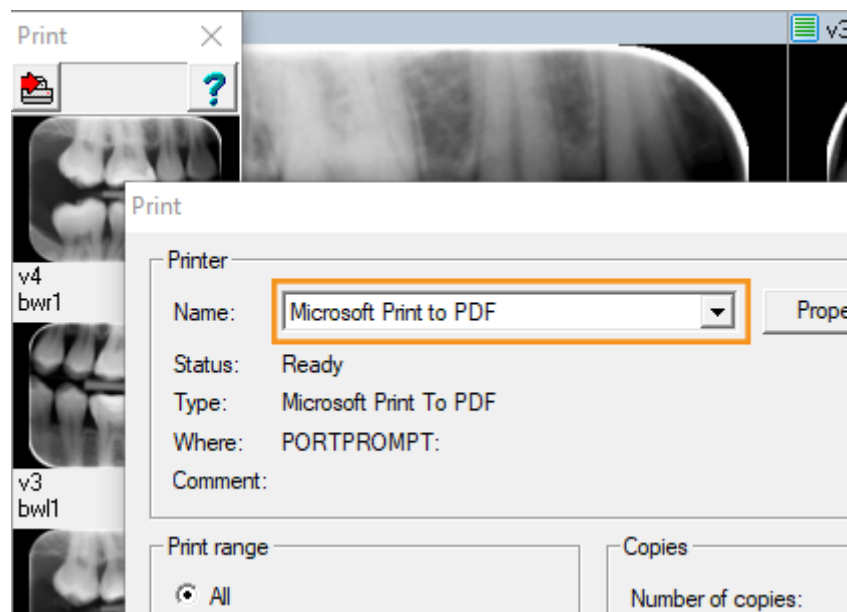 Print
v3
v4
bwr1
v3
bwl1
Print
Printer
Name:
Microsoft Print to PDF
Prope
Status:
Ready
Type:
Microsoft Print To PDF
Where:
PORTPROMPT:
Comment:
Print range
All
Copies
Number of copies: